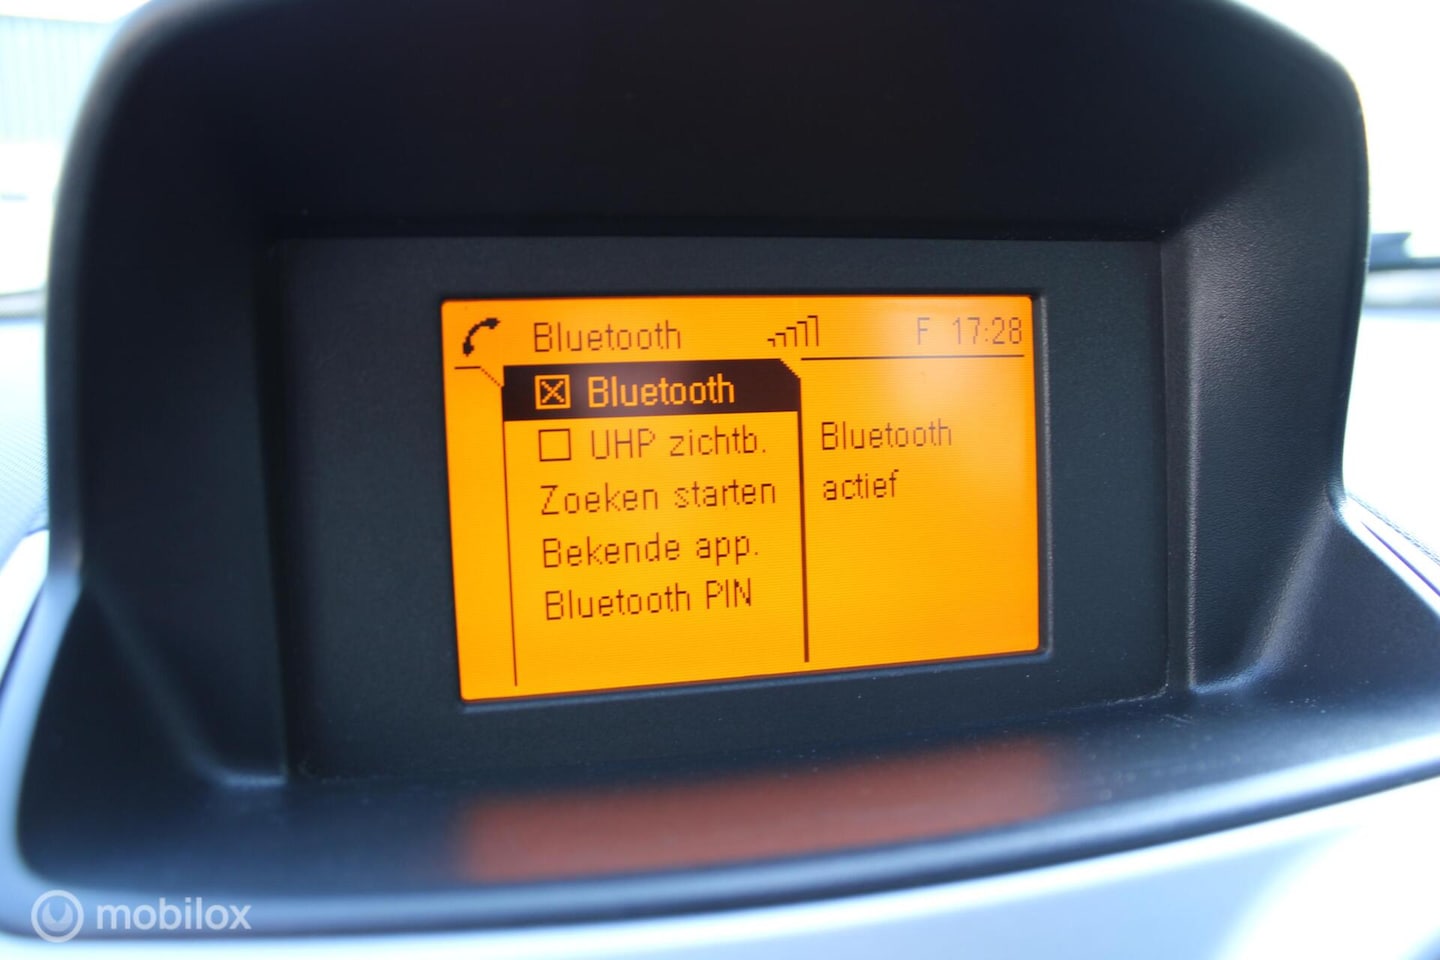 Bluetooth F 17:28
Bluetooth
UHP zichtb.
Zoeken starten
Bekende app.
Bluetooth PIN
Bluetooth
actief
mobilox